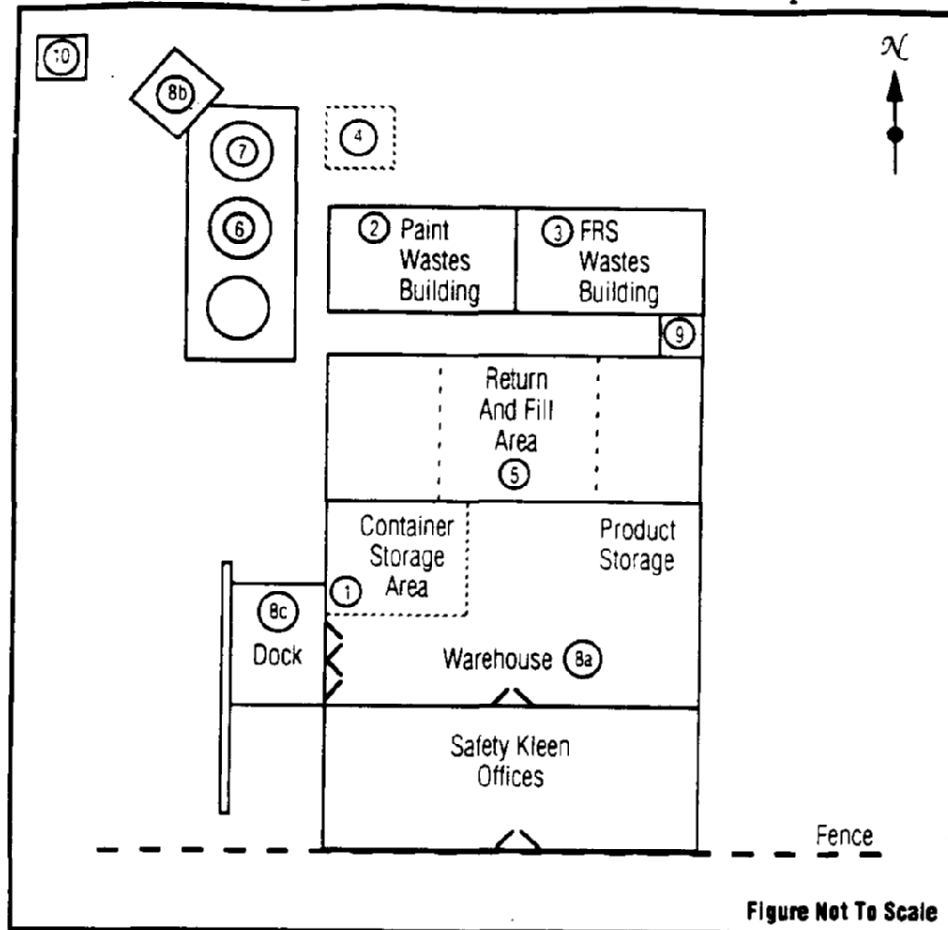 10
N
8b
4
7
2 Paint
Wastes
Building
3 FRS
Wastes
Building
6
9
Return
And Fill
Area
5
Container
Storage
Area
Product
Storage
1
8c
Dock
Warehouse 8a
Safety Kleen
Offices
Fence
Figure Not To Scale